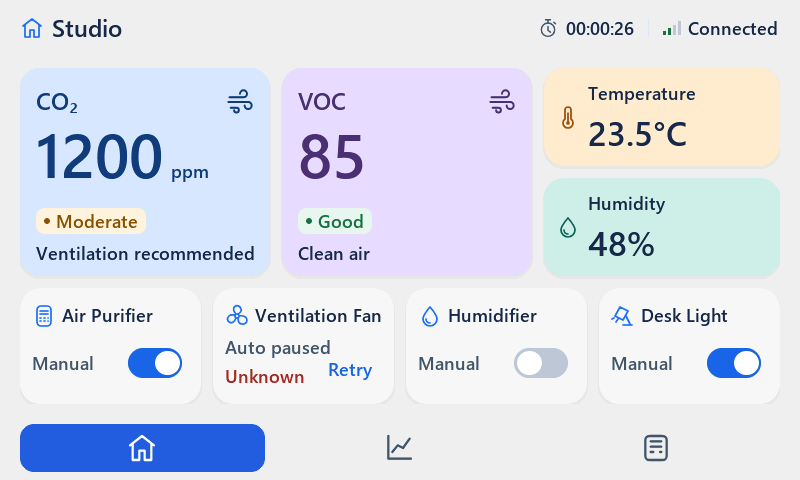 Studio
00:00:26
Connected
CO₂
1200 ppm
• Moderate
Ventilation recommended
VOC
85
• Good
Clean air
Temperature
23.5°C
Humidity
48%
Air Purifier
Manual
Ventilation Fan
Auto paused
Unknown
Retry
Humidifier
Manual
Desk Light
Manual